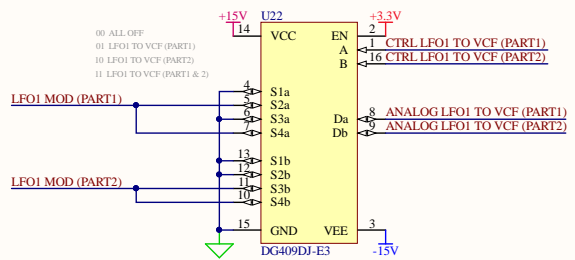 +15V
U22
+3.3V
00 ALL OFF
01 LFO1 TO VCF (PART1)
10 LFO1 TO VCF (PART2)
11 LFO1 TO VCF (PART1 & 2)
14 VCC EN 2
A 1 CTRL LFO1 TO VCF (PART1)
B 16 CTRL LFO1 TO VCF (PART2)
4 S1a
LFO1 MOD (PART1) 5 S2a
6 S3a Da 8 ANALOG LFO1 TO VCF (PART1)
7 S4a Db 9 ANALOG LFO1 TO VCF (PART2)
13 S1b
12 S2b
LFO1 MOD (PART2) 11 S3b
10 S4b
15 GND VEE 3
DG409DJ-E3
-15V